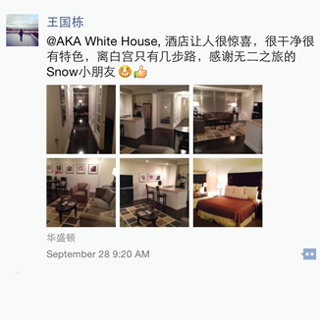 王国栋
@AKA White House, 酒店让人很惊喜，很干净很
有特色，离白宫只有几步路，感谢无二之旅的
Snow小朋友
华盛顿
September 28 9:20 AM